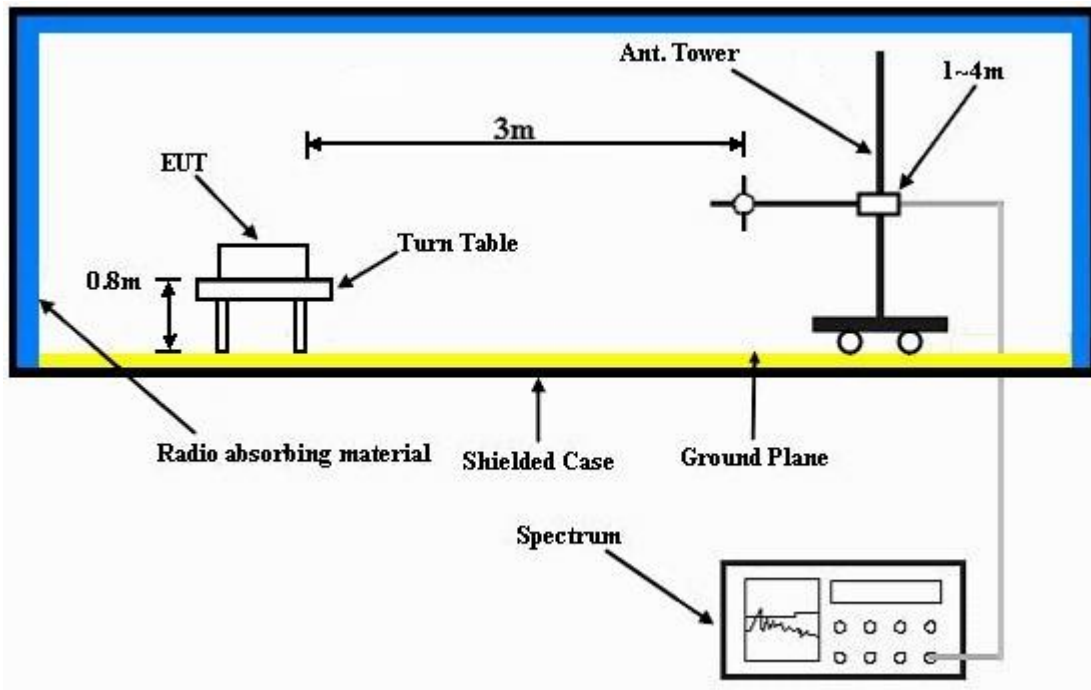 Ant. Tower
1~4m
3m
EUT
Turn Table
0.8m
Radio absorbing material
Shielded Case
Ground Plane
Spectrum